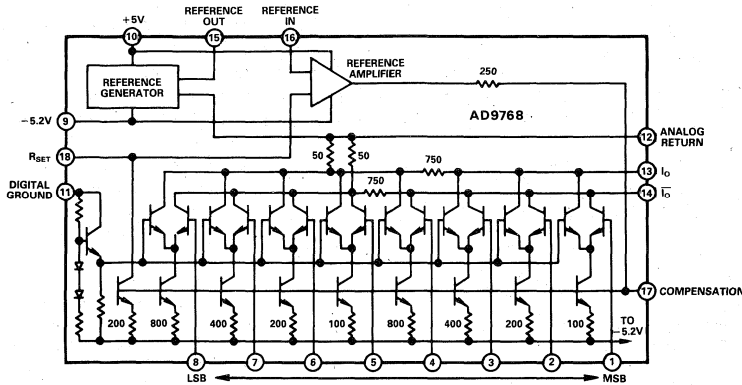 +5V
REFERENCE
OUT
REFERENCE
IN
10
15
16
REFERENCE
GENERATOR
REFERENCE
AMPLIFIER
250
AD9768
-5.2V
9
12
ANALOG
RETURN
RSET
18
50
50
750
13
IO
DIGITAL
GROUND
11
750
14
IO
17
COMPENSATION
200
800
400
200
100
800
400
200
100
TO
-5.2V
8
7
6
5
4
3
2
1
LSB
MSB